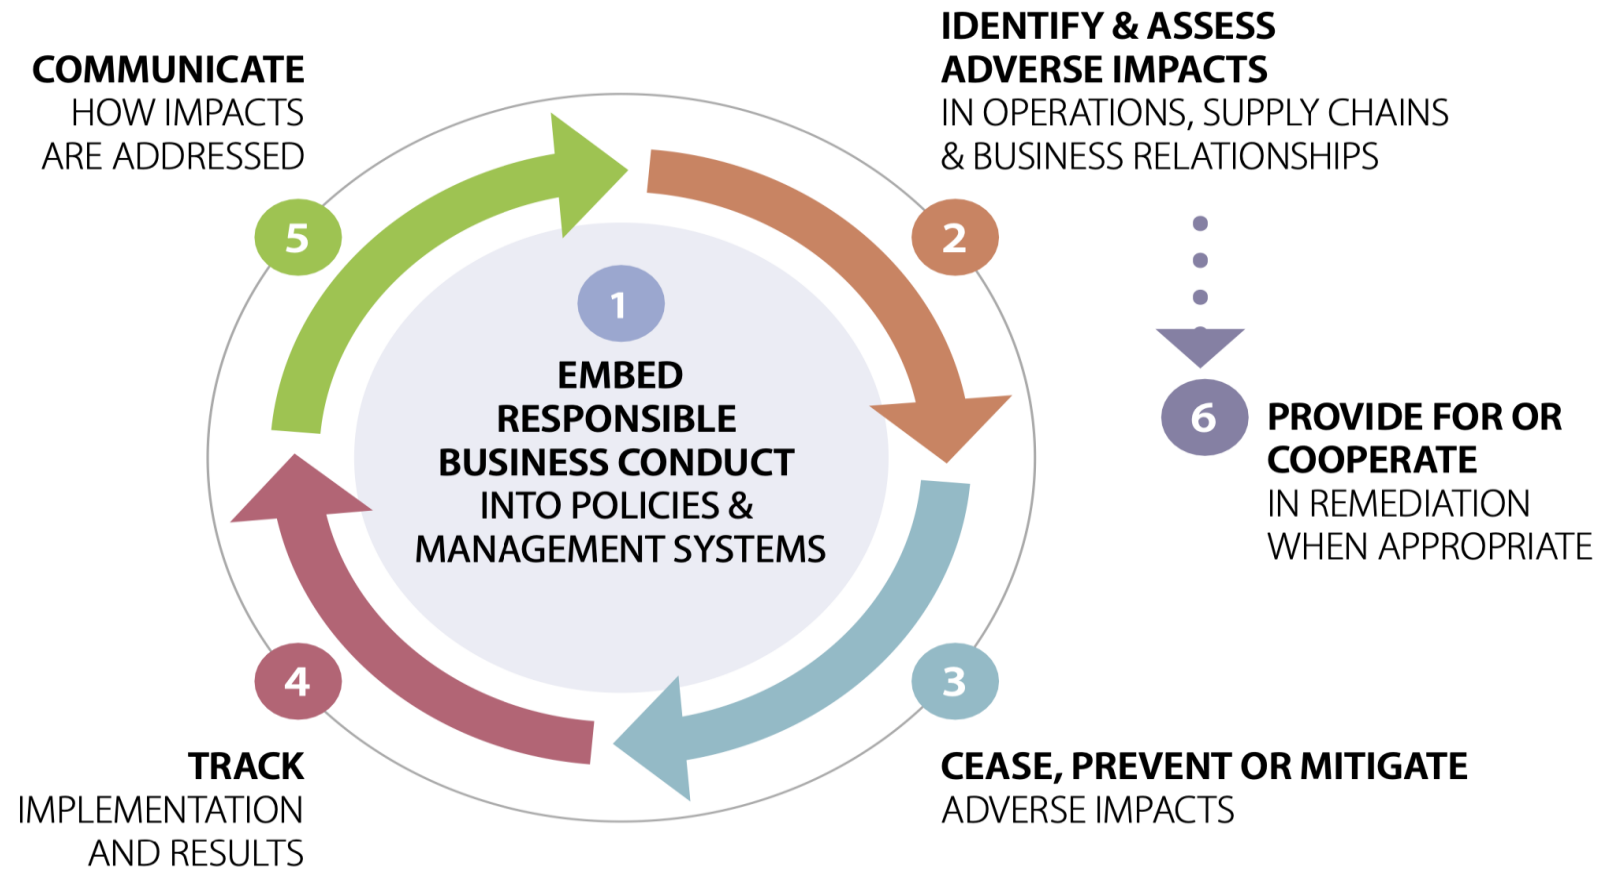 COMMUNICATE
HOW IMPACTS
ARE ADDRESSED
5
IDENTIFY & ASSESS
ADVERSE IMPACTS
IN OPERATIONS, SUPPLY CHAINS
& BUSINESS RELATIONSHIPS
2
1
EMBED
RESPONSIBLE
BUSINESS CONDUCT
INTO POLICIES &
MANAGEMENT SYSTEMS
6
PROVIDE FOR OR
COOPERATE
IN REMEDIATION
WHEN APPROPRIATE
4
TRACK
IMPLEMENTATION
AND RESULTS
3
CEASE, PREVENT OR MITIGATE
ADVERSE IMPACTS